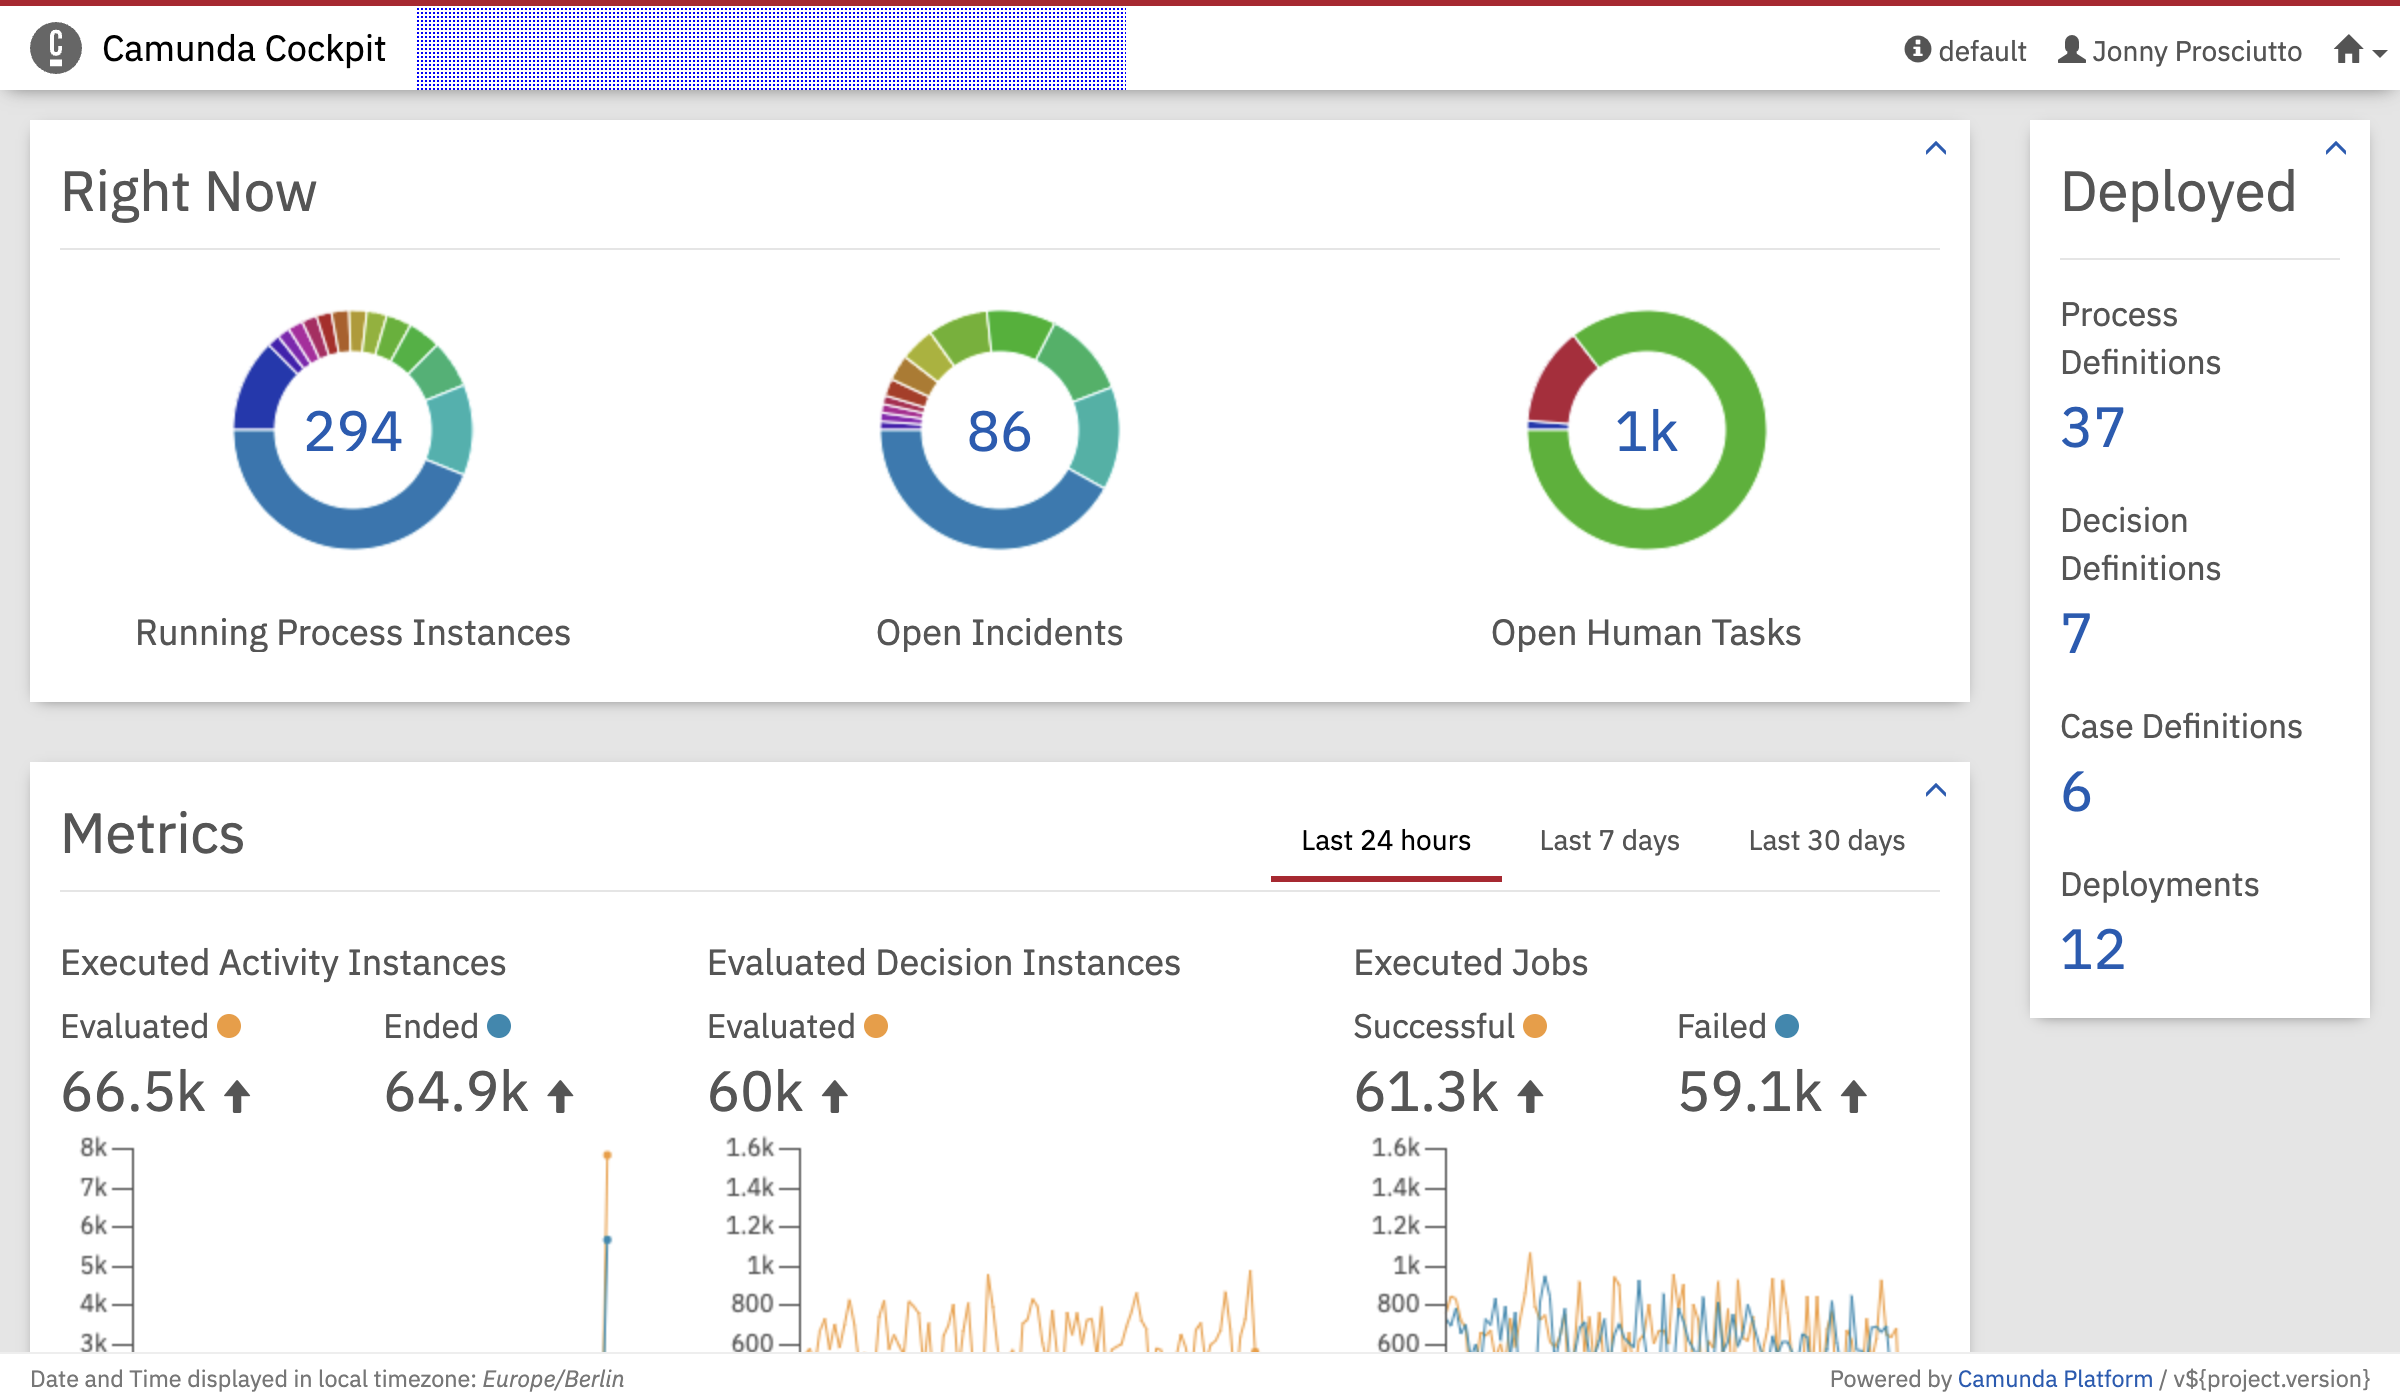 Camunda Cockpit
default
Jonny Prosciutto
Right Now
294
86
1k
Running Process Instances
Open Incidents
Open Human Tasks
Deployed
Process
Definitions
37
Decision
Definitions
7
Case Definitions
6
Deployments
12
Metrics
Last 24 hours
Last 7 days
Last 30 days
Executed Activity Instances
Evaluated
Ended
66.5k
64.9k
8k
7k
6k
5k
4k
3k
Evaluated Decision Instances
Evaluated
60k
1.6k
1.4k
1.2k
1k
800
600
Executed Jobs
Successful
Failed
61.3k
59.1k
1.6k
1.4k
1.2k
1k
800
600
Date and Time displayed in local timezone: Europe/Berlin
Powered by Camunda Platform / v${project.version}